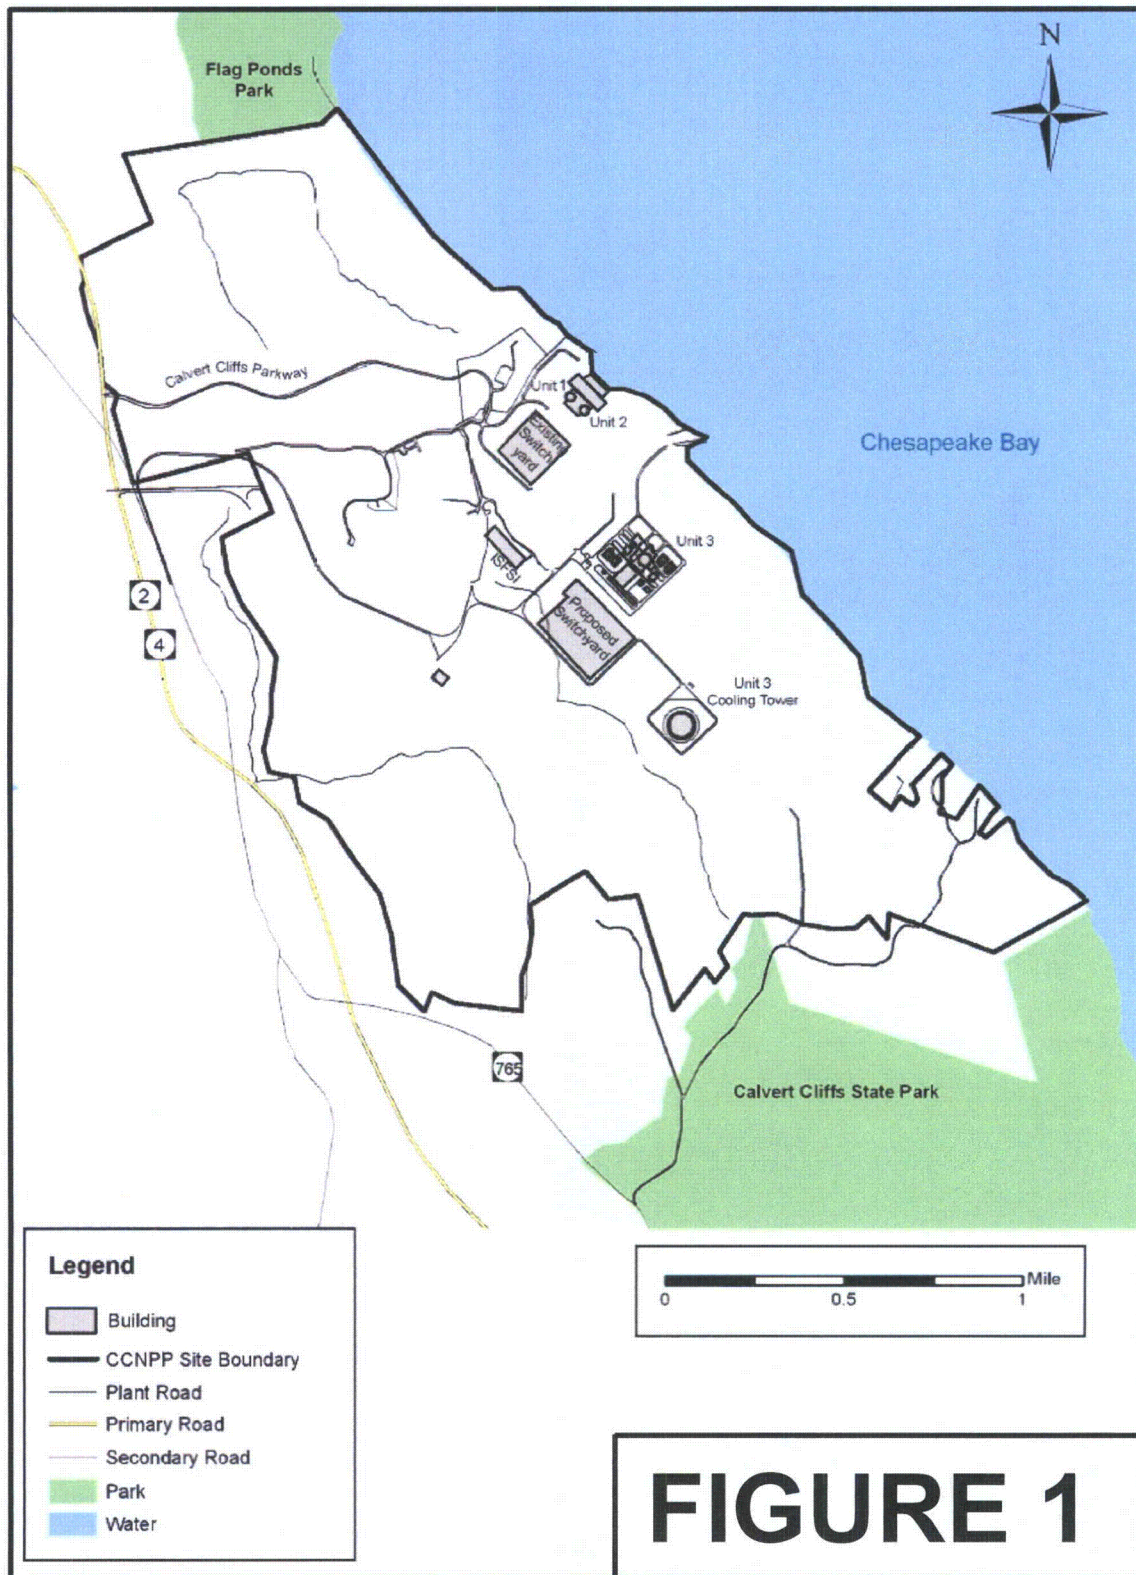 N
Flag Ponds
Park
Calvert Cliffs Parkway
Unit 1
Unit 2
Existing
Switch
yard
Chesapeake Bay
Unit 3
ISFSI
2
4
Proposed
Switchyard
Unit 3
Cooling Tower
765
Calvert Cliffs State Park
Legend
Building
CCNPP Site Boundary
Plant Road
Primary Road
Secondary Road
Park
Water
Mile
0
0.5
1
FIGURE 1